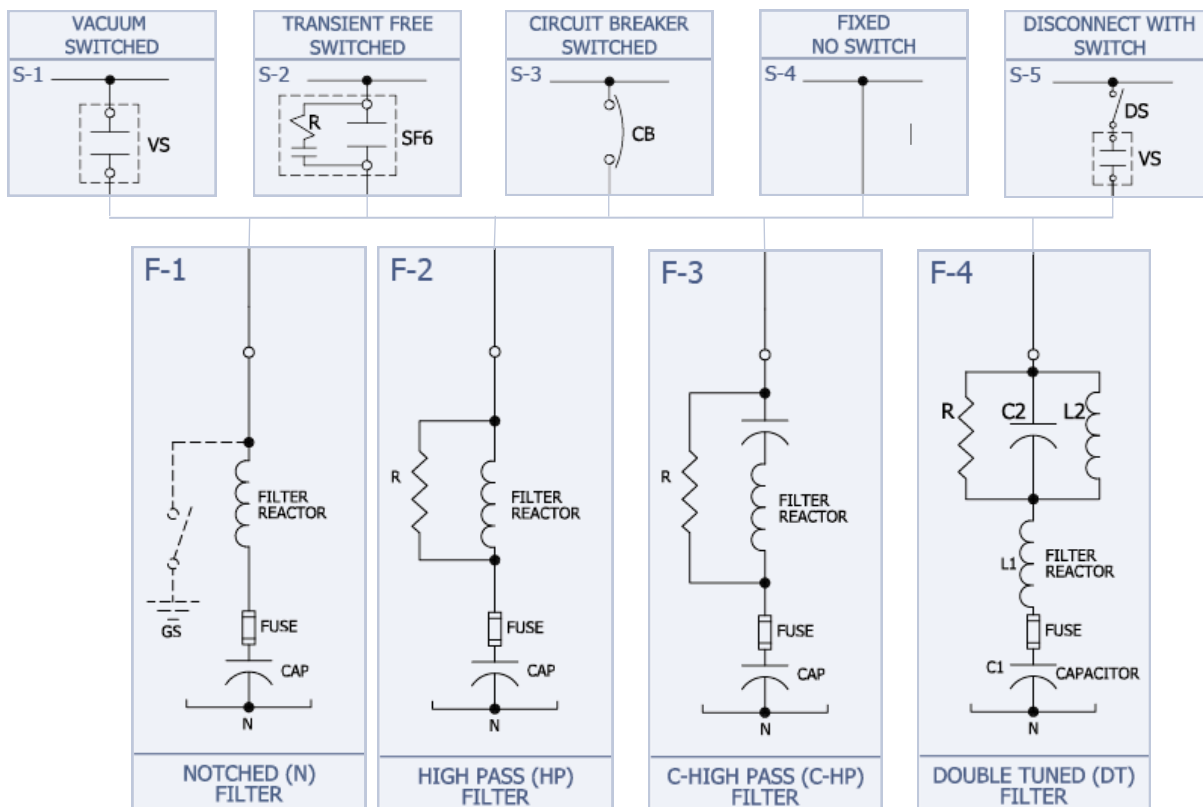 VACUUM
SWITCHED
S-1
VS
TRANSIENT FREE
SWITCHED
S-2
R
SF6
CIRCUIT BREAKER
SWITCHED
S-3
CB
FIXED
NO SWITCH
S-4
DISCONNECT WITH
SWITCH
S-5
DS
VS
F-1
FILTER
REACTOR
GS
FUSE
CAP
N
NOTCHED (N)
FILTER
F-2
R
FILTER
REACTOR
FUSE
CAP
N
HIGH PASS (HP)
FILTER
F-3
R
FILTER
REACTOR
FUSE
CAP
N
C-HIGH PASS (C-HP)
FILTER
F-4
R
C2
L2
L1
FILTER
REACTOR
FUSE
C1
CAPACITOR
N
DOUBLE TUNED (DT)
FILTER